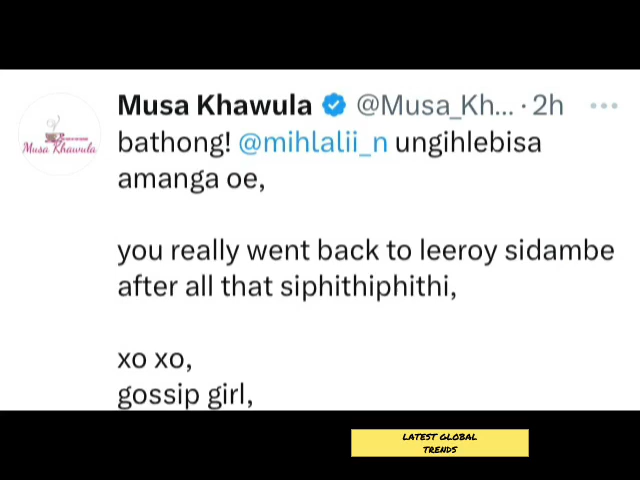 Musa Khawula @Musa_Kh... · 2h ...
Musa Khawula
bathong! @mihlalii_n ungihlebisa
amanga oe,
you really went back to leeroy sidambe
after all that siphithiphithi,
xo xo,
gossip girl,
LATEST GLOBAL
TRENDS